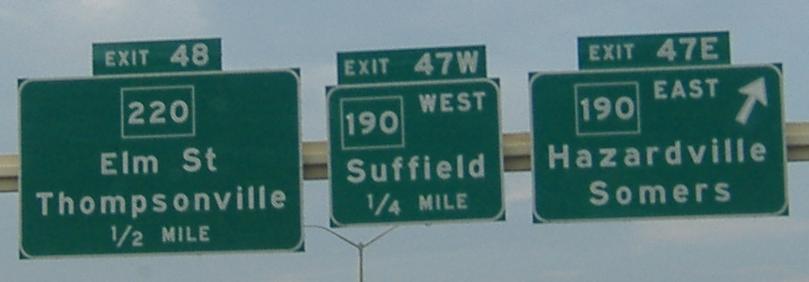 EXIT 48
220
Elm St
Thompsonville
1/2 MILE
EXIT 47W
190 WEST
Suffield
1/4 MILE
EXIT 47E
190 EAST
Hazardville
Somers